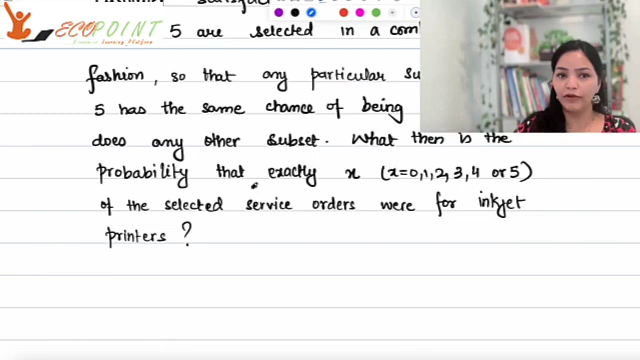 ECOPOINT
5 are selected in a
fashion, so that any particular
5 has the same chance of being
does any other subset. What then is the
probability that exactly x (x=0,1,2,3,4 or 5)
of the selected service orders were for inkjet
printers ?